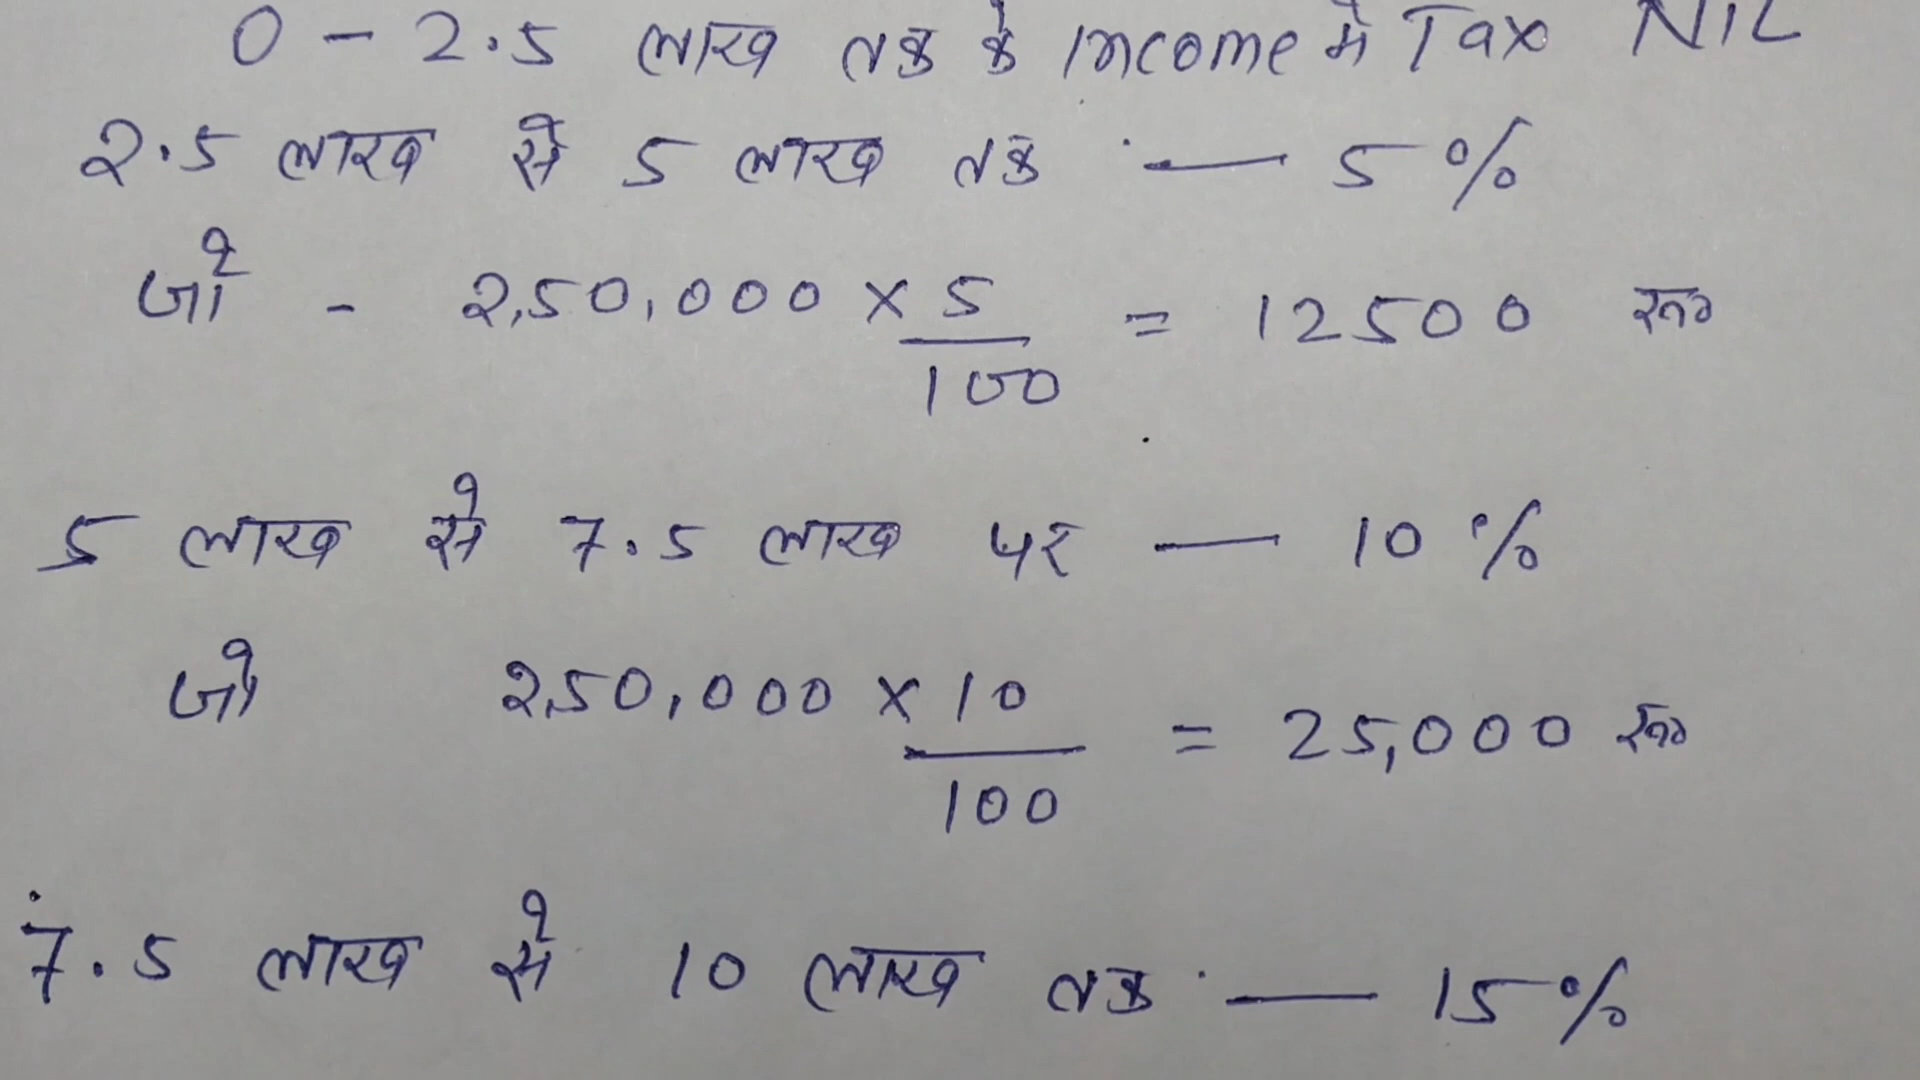 0 - 2.5 लाख तक के Income मे Tax NIL
2.5 लाख से 5 लाख तक — 5 %
जो - 2,50,000 × 5/100 = 12500 रू०
5 लाख से 7.5 लाख पर — 10 %
जो 2,50,000 × 10/100 = 25,000 रू०
7.5 लाख से 10 लाख तक — 15 %